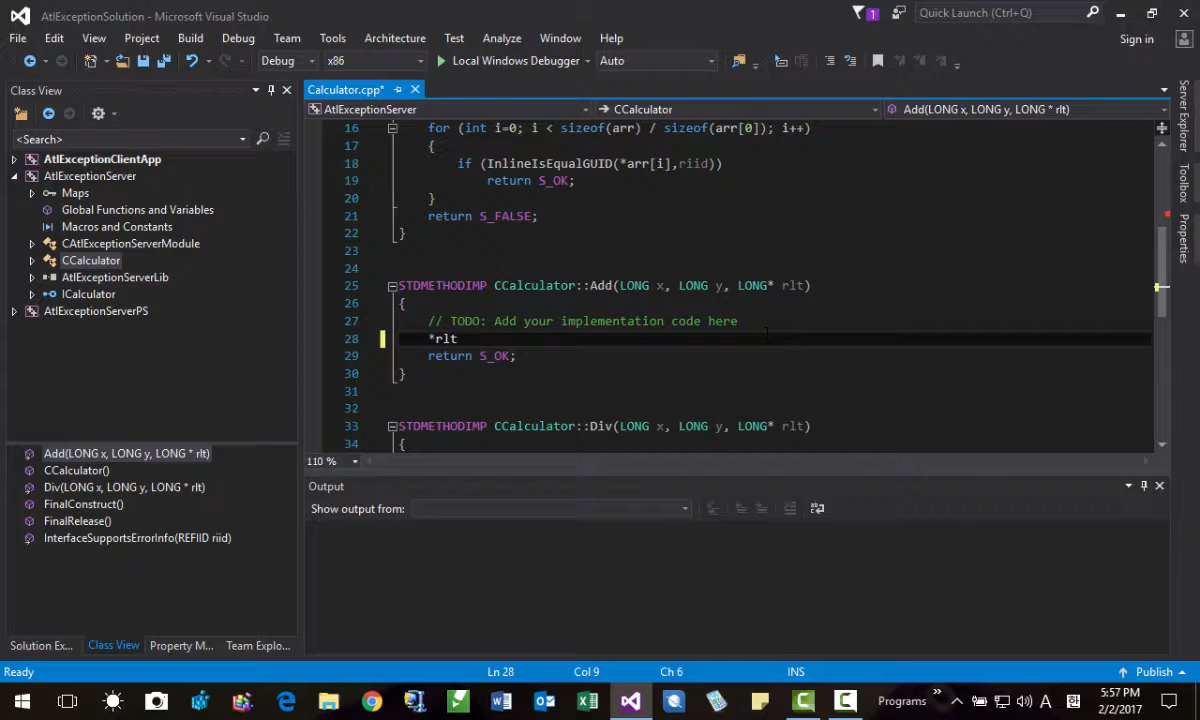 AtlExceptionSolution - Microsoft Visual Studio
1
Quick Launch (Ctrl+Q)
File Edit View Project Build Debug Team Tools Architecture Test Analyze Window Help
Sign in
Debug x86 Local Windows Debugger Auto
Class View
<Search>
AtlExceptionClientApp
AtlExceptionServer
Maps
Global Functions and Variables
Macros and Constants
CAtlExceptionServerModule
CCalculator
AtlExceptionServerLib
ICalculator
AtlExceptionServerPS
Add(LONG x, LONG y, LONG * rlt)
CCalculator()
Div(LONG x, LONG y, LONG * rlt)
FinalConstruct()
FinalRelease()
InterfaceSupportsErrorInfo(REFIID riid)
Solution Ex... Class View Property M... Team Explo...
Calculator.cpp*
AtlExceptionServer CCalculator Add(LONG x, LONG y, LONG * rlt)
16 for (int i=0; i < sizeof(arr) / sizeof(arr[0]); i++)
17 {
18 if (InlineIsEqualGUID(*arr[i],riid))
19 return S_OK;
20 }
21 return S_FALSE;
22 }
23
24
25 STDMETHODIMP CCalculator::Add(LONG x, LONG y, LONG* rlt)
26 {
27 // TODO: Add your implementation code here
28 *rlt
29 return S_OK;
30 }
31
32
33 STDMETHODIMP CCalculator::Div(LONG x, LONG y, LONG* rlt)
34 {
110 %
Output
Show output from:
Server Explorer
Toolbox
Properties
Ready Ln 28 Col 9 Ch 6 INS Publish
Programs
A
5:57 PM
2/2/2017